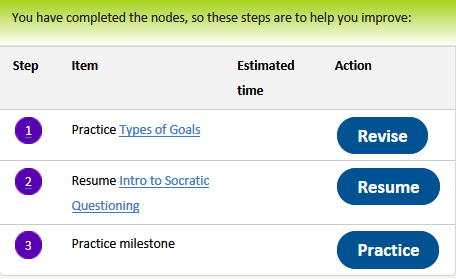 You have completed the nodes, so these steps are to help you improve:
Step Item Estimated time Action
1 Practice Types of Goals Revise
2 Resume Intro to Socratic Questioning Resume
3 Practice milestone Practice